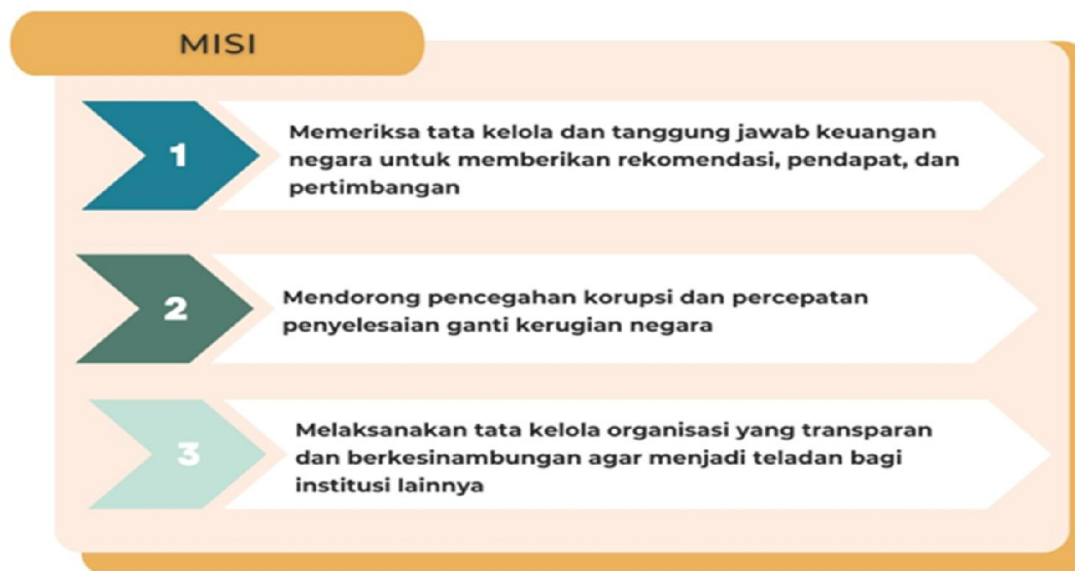 MISI
1
Memeriksa tata kelola dan tanggung jawab keuangan
negara untuk memberikan rekomendasi, pendapat, dan
pertimbangan
2
Mendorong pencegahan korupsi dan percepatan
penyelesaian ganti kerugian negara
3
Melaksanakan tata kelola organisasi yang transparan
dan berkesinambungan agar menjadi teladan bagi
institusi lainnya